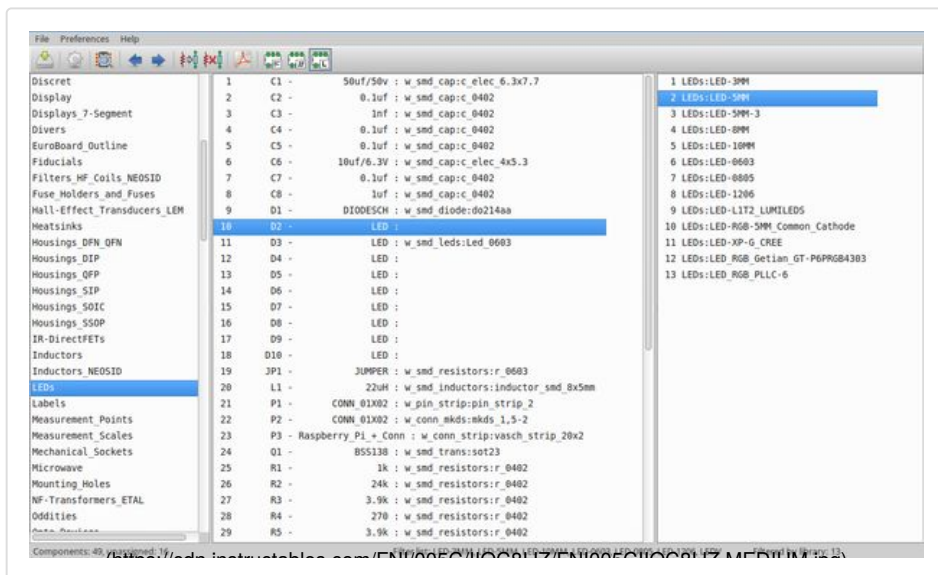 File Preferences Help
Discret
Display
Displays_7-Segment
Divers
EuroBoard_Outline
Fiducials
Filters_HF_Coils_NEOSID
Fuse_Holders_and_Fuses
Hall-Effect_Transducers_LEM
Heatsinks
Housings_DFN_QFN
Housings_DIP
Housings_QFP
Housings_SIP
Housings_SOIC
Housings_SSOP
IR-DirectFETs
Inductors
Inductors_NEOSID
LEDs
Labels
Measurement_Points
Measurement_Scales
Mechanical_Sockets
Microwave
Mounting_Holes
NF-Transformers_ETAL
Oddities
1 C1 - 50uf/50v : w_smd_cap:c_elec_6.3x7.7
2 C2 - 0.1uf : w_smd_cap:c_0402
3 C3 - 1nf : w_smd_cap:c_0402
4 C4 - 0.1uf : w_smd_cap:c_0402
5 C5 - 0.1uf : w_smd_cap:c_0402
6 C6 - 10uf/6.3V : w_smd_cap:c_elec_4x5.3
7 C7 - 0.1uf : w_smd_cap:c_0402
8 C8 - 1uf : w_smd_cap:c_0402
9 D1 - DIODESCH : w_smd_diode:do214aa
10 D2 - LED :
11 D3 - LED : w_smd_leds:Led_0603
12 D4 - LED :
13 D5 - LED :
14 D6 - LED :
15 D7 - LED :
16 D8 - LED :
17 D9 - LED :
18 D10 - LED :
19 JP1 - JUMPER : w_smd_resistors:r_0603
20 L1 - 22uH : w_smd_inductors:inductor_smd_8x5mm
21 P1 - CONN_01X02 : w_pin_strip:pin_strip_2
22 P2 - CONN_01X02 : w_conn_mkds:mkds_1,5-2
23 P3 - Raspberry_Pi_+_Conn : w_conn_strip:vasch_strip_20x2
24 Q1 - BSS138 : w_smd_trans:sot23
25 R1 - 1k : w_smd_resistors:r_0402
26 R2 - 24k : w_smd_resistors:r_0402
27 R3 - 3.9k : w_smd_resistors:r_0402
28 R4 - 270 : w_smd_resistors:r_0402
29 R5 - 3.9k : w_smd_resistors:r_0402
1 LEDs:LED-3MM
2 LEDs:LED-5MM
3 LEDs:LED-5MM-3
4 LEDs:LED-8MM
5 LEDs:LED-10MM
6 LEDs:LED-0603
7 LEDs:LED-0805
8 LEDs:LED-1206
9 LEDs:LED-L1T2_LUMILEDS
10 LEDs:LED-RGB-5MM_Common_Cathode
11 LEDs:LED-XP-G_CREE
12 LEDs:LED_RGB_Getian_GT-P6PRGB4303
13 LEDs:LED_RGB_PLLC-6
Components: 49, unassigned: 16
Filtered by library: 13